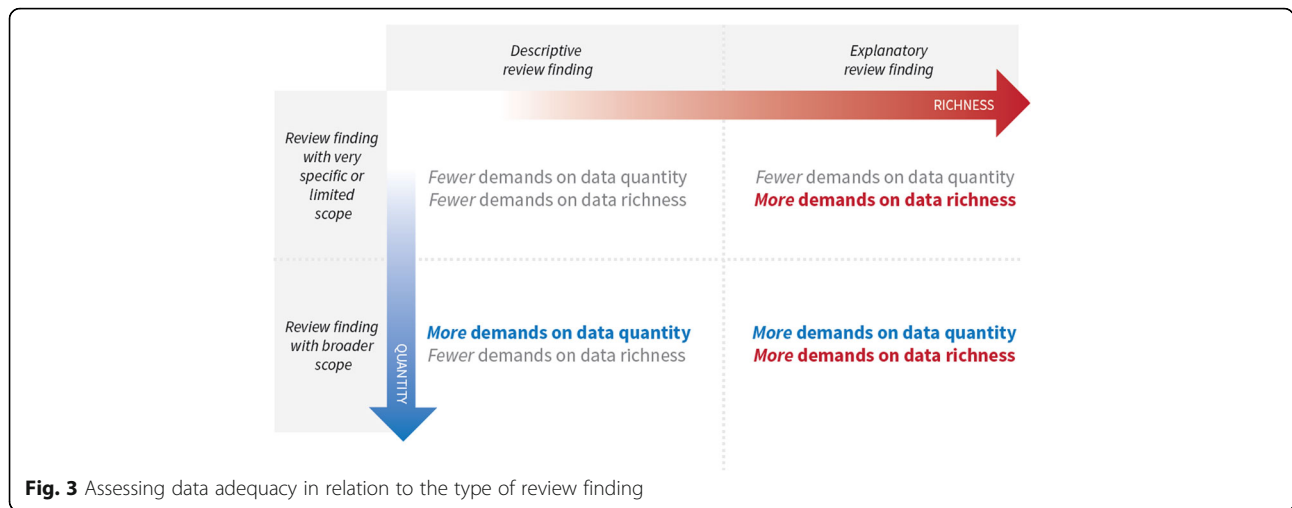 Descriptive
review finding
Explanatory
review finding
RICHNESS
Review finding
with very
specific or
limited
scope
Fewer demands on data quantity
Fewer demands on data richness
Fewer demands on data quantity
More demands on data richness
Review finding
with broader
scope
QUANTITY
More demands on data quantity
Fewer demands on data richness
More demands on data quantity
More demands on data richness
Fig. 3 Assessing data adequacy in relation to the type of review finding